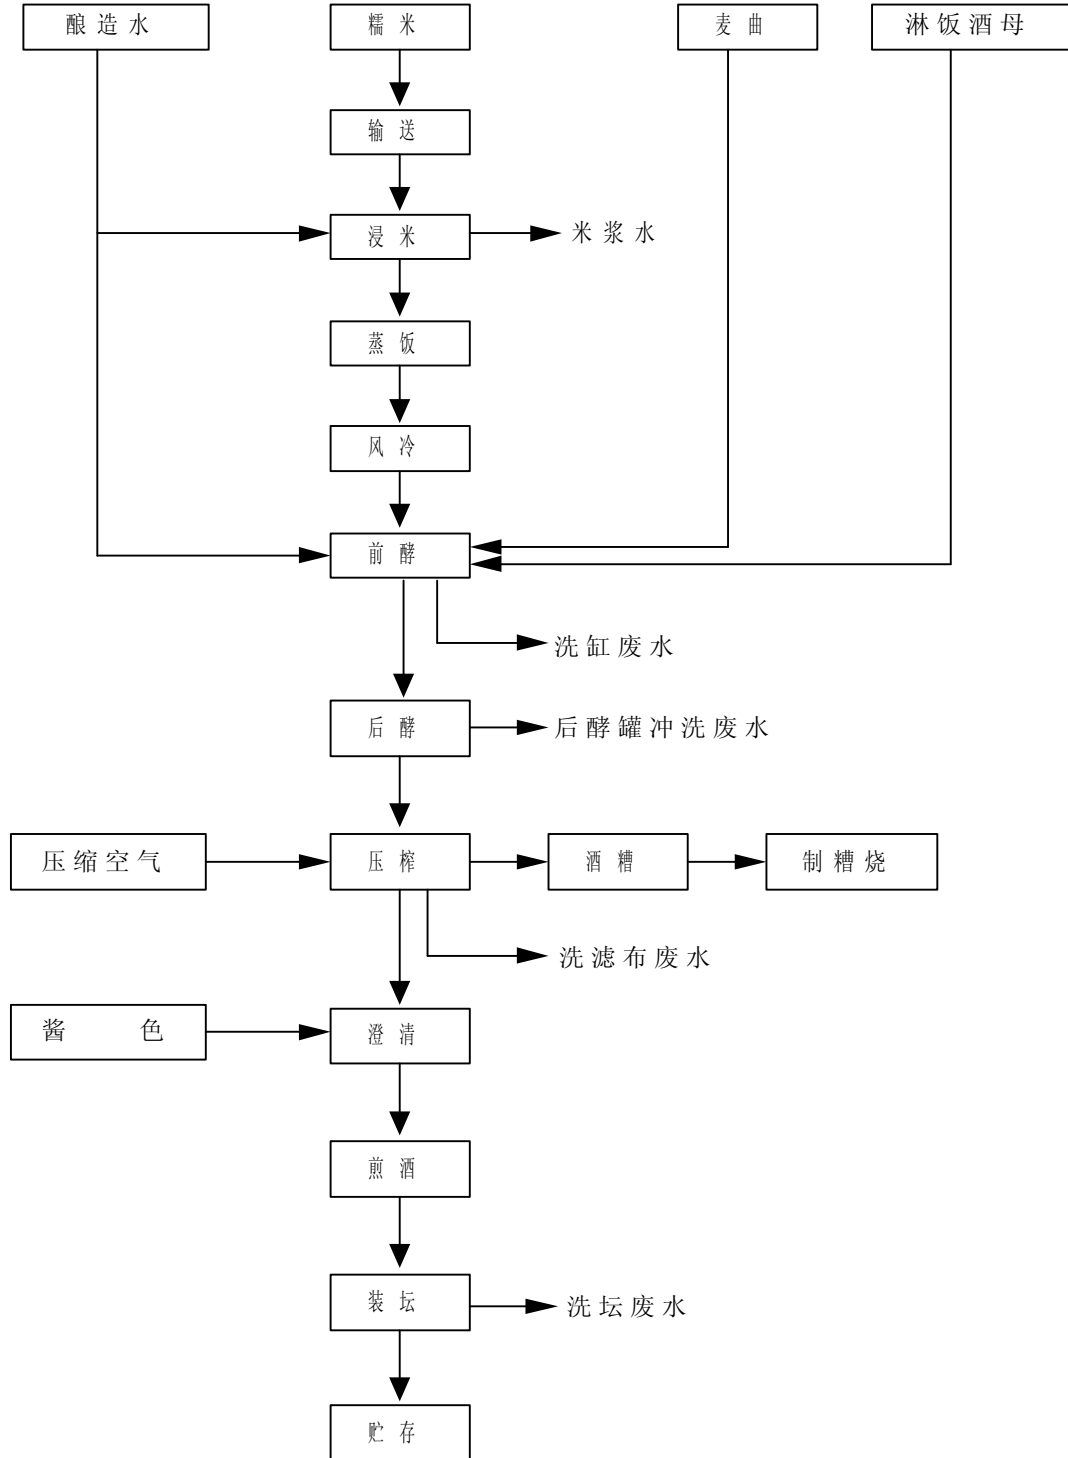 酿造水
糯米
麦曲
淋饭酒母
输送
浸米
米浆水
蒸饭
风冷
前酵
洗缸废水
后酵
后酵罐冲洗废水
压缩空气
压榨
酒糟
制糟烧
洗滤布废水
酱色
澄清
煎酒
装坛
洗坛废水
贮存